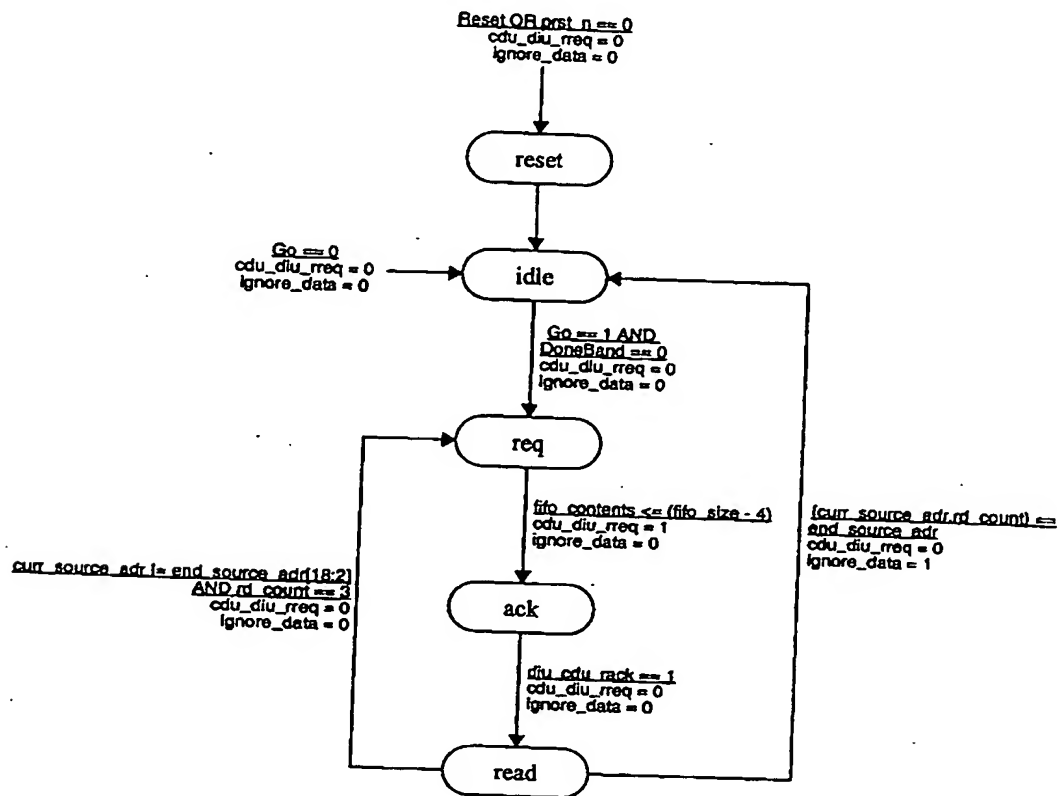 Reset OR prst_n == 0
cdu_diu_rreq = 0
ignore_data = 0
reset
Go == 0
cdu_diu_rreq = 0
ignore_data = 0
idle
Go == 1 AND
DoneBand == 0
cdu_diu_rreq = 0
ignore_data = 0
req
fifo_contents <= (fifo_size - 4)
cdu_diu_rreq = 1
ignore_data = 0
{curr_source_adr,rd_count} ==
end_source_adr
cdu_diu_rreq = 0
ignore_data = 1
curr_source_adr != end_source_adr[18:2]
AND rd_count == 3
cdu_diu_rreq = 0
ignore_data = 0
ack
diu_cdu_rack == 1
cdu_diu_rreq = 0
ignore_data = 0
read